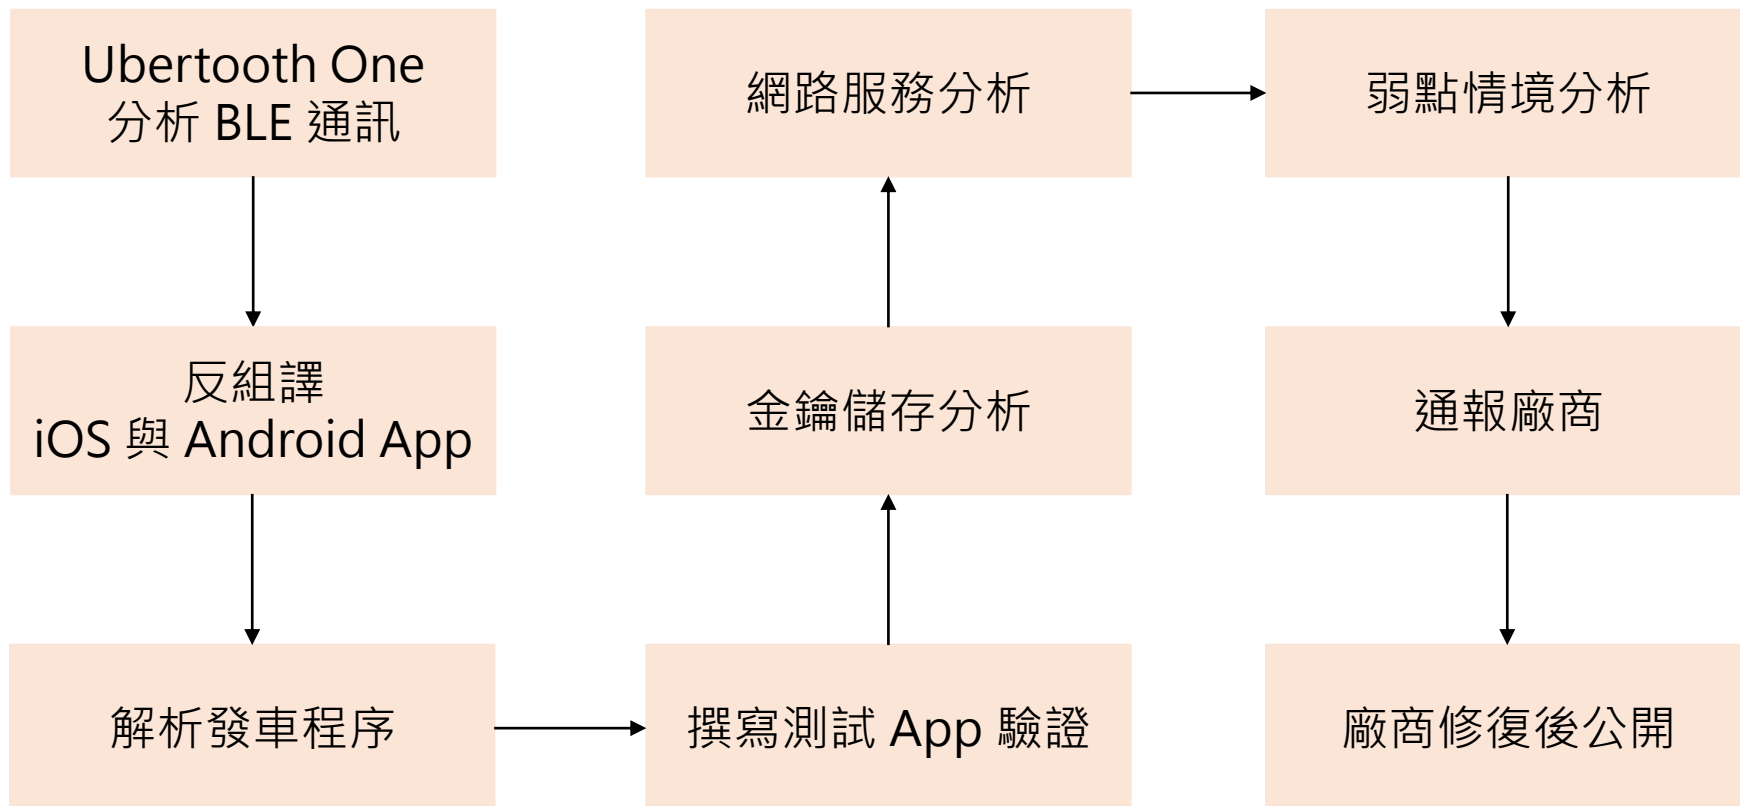 Ubertooth One
分析 BLE 通訊
反組譯
iOS 與 Android App
解析發車程序
撰寫測試 App 驗證
金鑰儲存分析
網路服務分析
弱點情境分析
通報廠商
廠商修復後公開